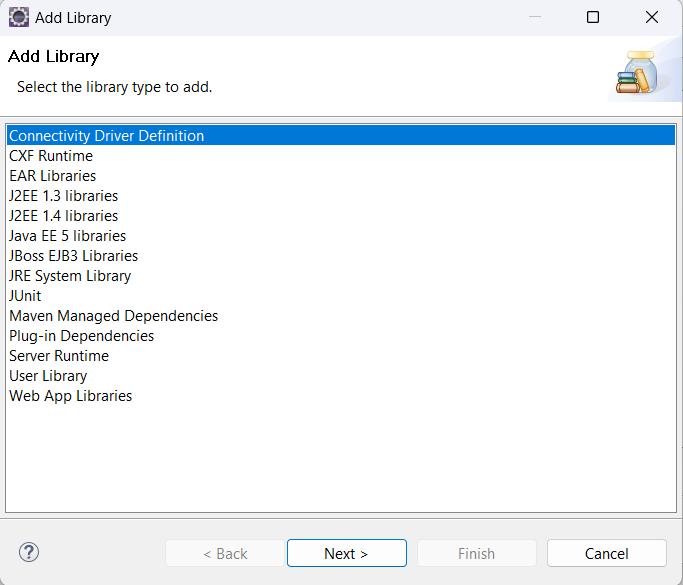 Add Library
Add Library
Select the library type to add.
Connectivity Driver Definition
CXF Runtime
EAR Libraries
J2EE 1.3 libraries
J2EE 1.4 libraries
Java EE 5 libraries
JBoss EJB3 Libraries
JRE System Library
JUnit
Maven Managed Dependencies
Plug-in Dependencies
Server Runtime
User Library
Web App Libraries
? < Back Next > Finish Cancel